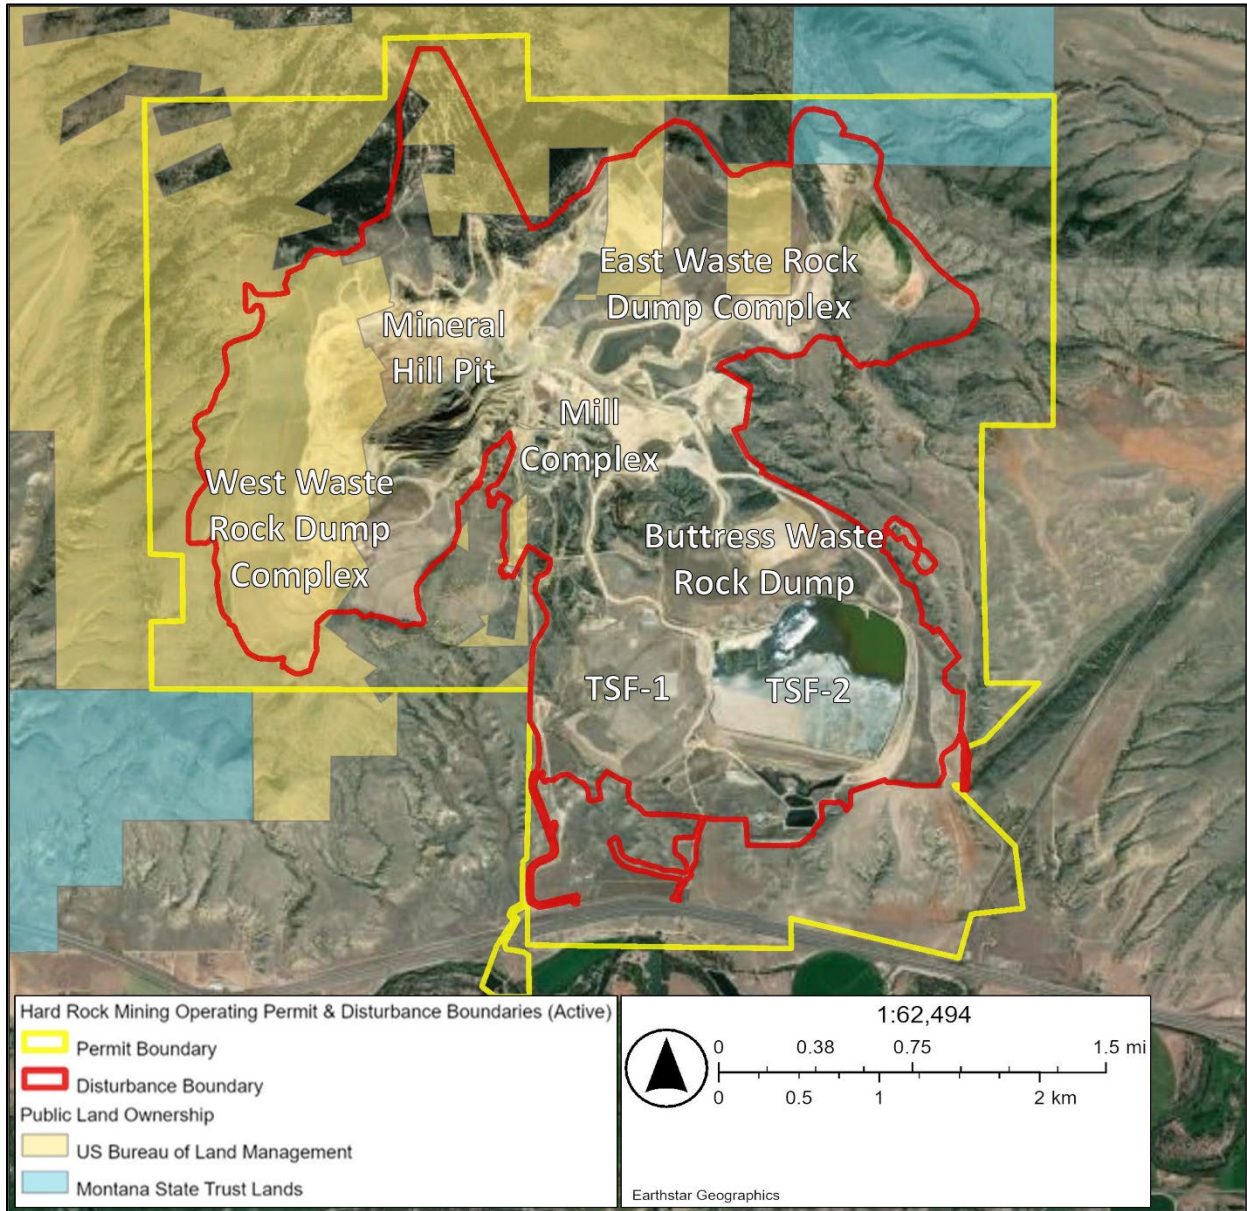 East Waste Rock
Dump Complex
Mineral
Hill Pit
Mill
Complex
West Waste
Rock Dump
Complex
Buttress Waste
Rock Dump
TSF-1
TSF-2
Hard Rock Mining Operating Permit & Disturbance Boundaries (Active)
Permit Boundary
Disturbance Boundary
Public Land Ownership
US Bureau of Land Management
Montana State Trust Lands
1:62,494
0 0.38 0.75 1.5 mi
0 0.5 1 2 km
Earthstar Geographics